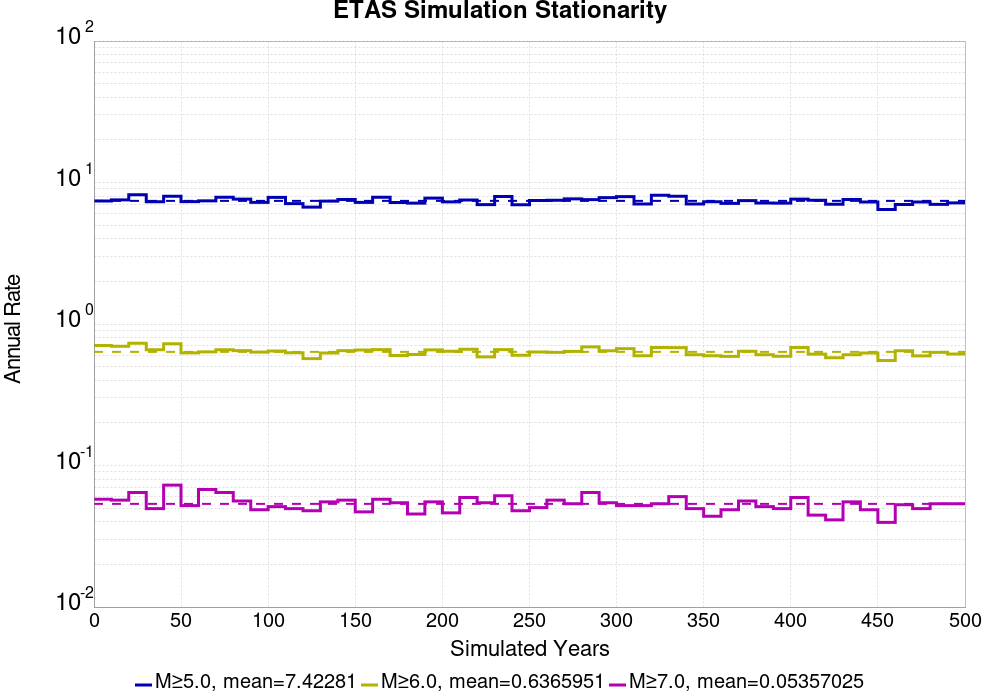 ETAS Simulation Stationarity
10^2
10^1
10^0
10^-1
10^-2
Annual Rate
0 50 100 150 200 250 300 350 400 450 500
Simulated Years
M≥5.0, mean=7.42281 M≥6.0, mean=0.6365951 M≥7.0, mean=0.05357025